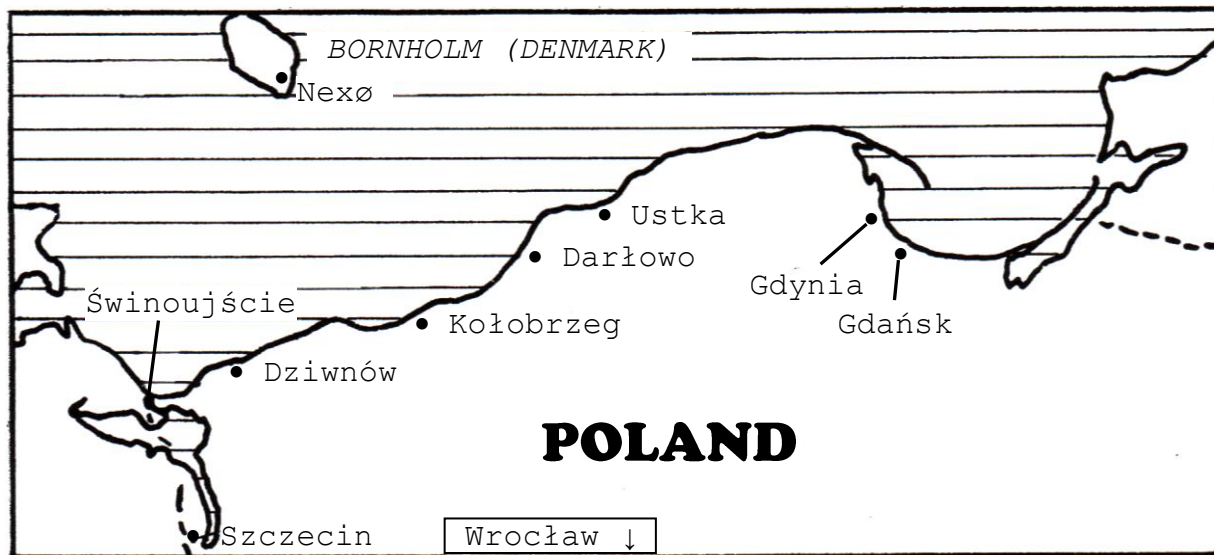 BORNHOLM (DENMARK)
Nexø
Ustka
Darłowo
Gdynia
Świnoujście
Gdańsk
Kołobrzeg
Dziwnów
POLAND
Szczecin
Wrocław ↓